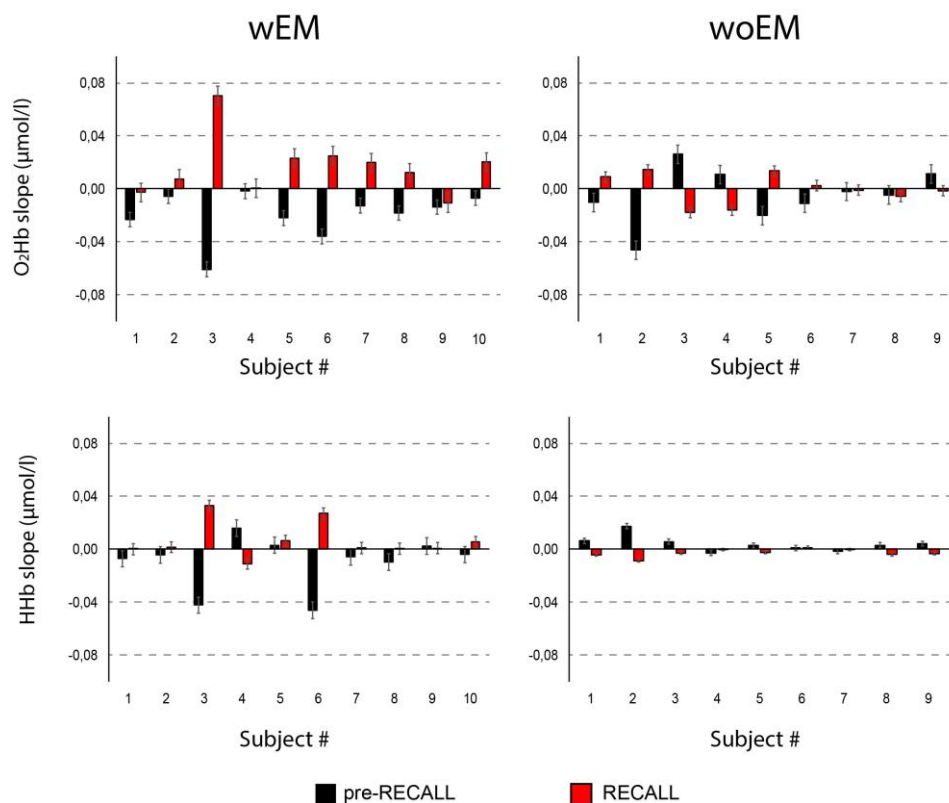 wEM
woEM
O₂Hb slope (μmol/l)
0,08
0,04
0,00
-0,04
-0,08
1 2 3 4 5 6 7 8 9 10
Subject #
0,08
0,04
0,00
-0,04
-0,08
1 2 3 4 5 6 7 8 9
Subject #
HHb slope (μmol/l)
0,08
0,04
0,00
-0,04
-0,08
1 2 3 4 5 6 7 8 9 10
Subject #
0,08
0,04
0,00
-0,04
-0,08
1 2 3 4 5 6 7 8 9
Subject #
pre-RECALL
RECALL